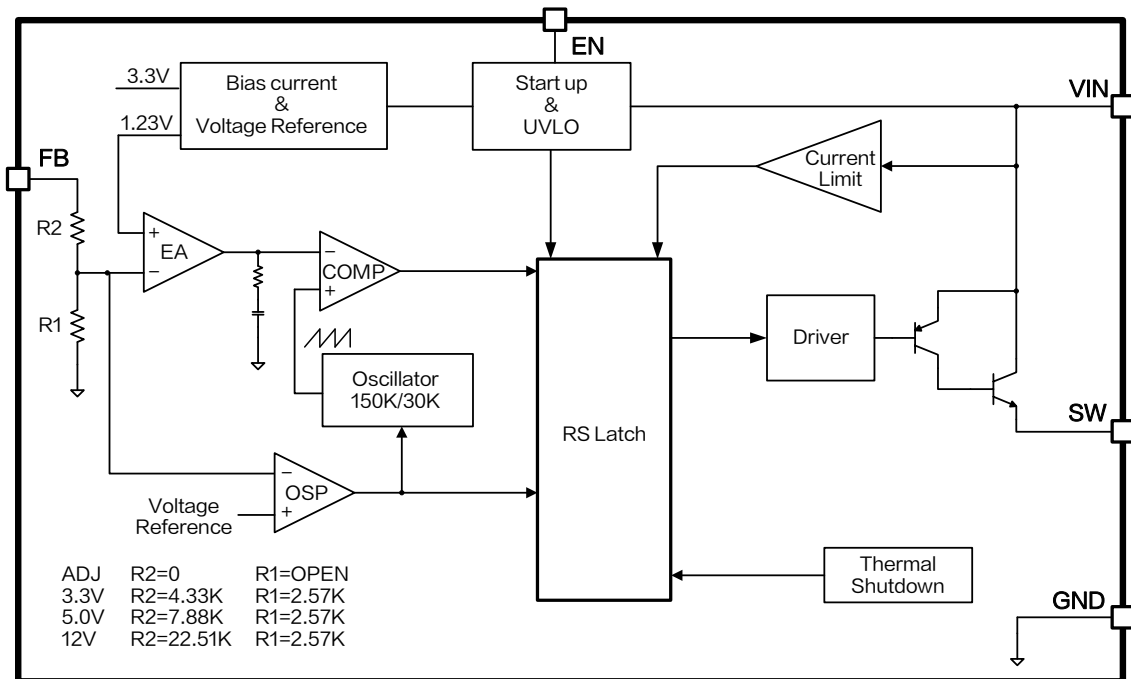 EN
3.3V
Bias current
&
Voltage Reference
Start up
&
UVLO
VIN
1.23V
FB
Current
Limit
R2
+
EA
−
−
COMP
+
R1
Oscillator
150K/30K
Driver
RS Latch
SW
−
OSP
+
Voltage
Reference
Thermal
Shutdown
ADJ R2=0 R1=OPEN
3.3V R2=4.33K R1=2.57K
5.0V R2=7.88K R1=2.57K
12V R2=22.51K R1=2.57K
GND